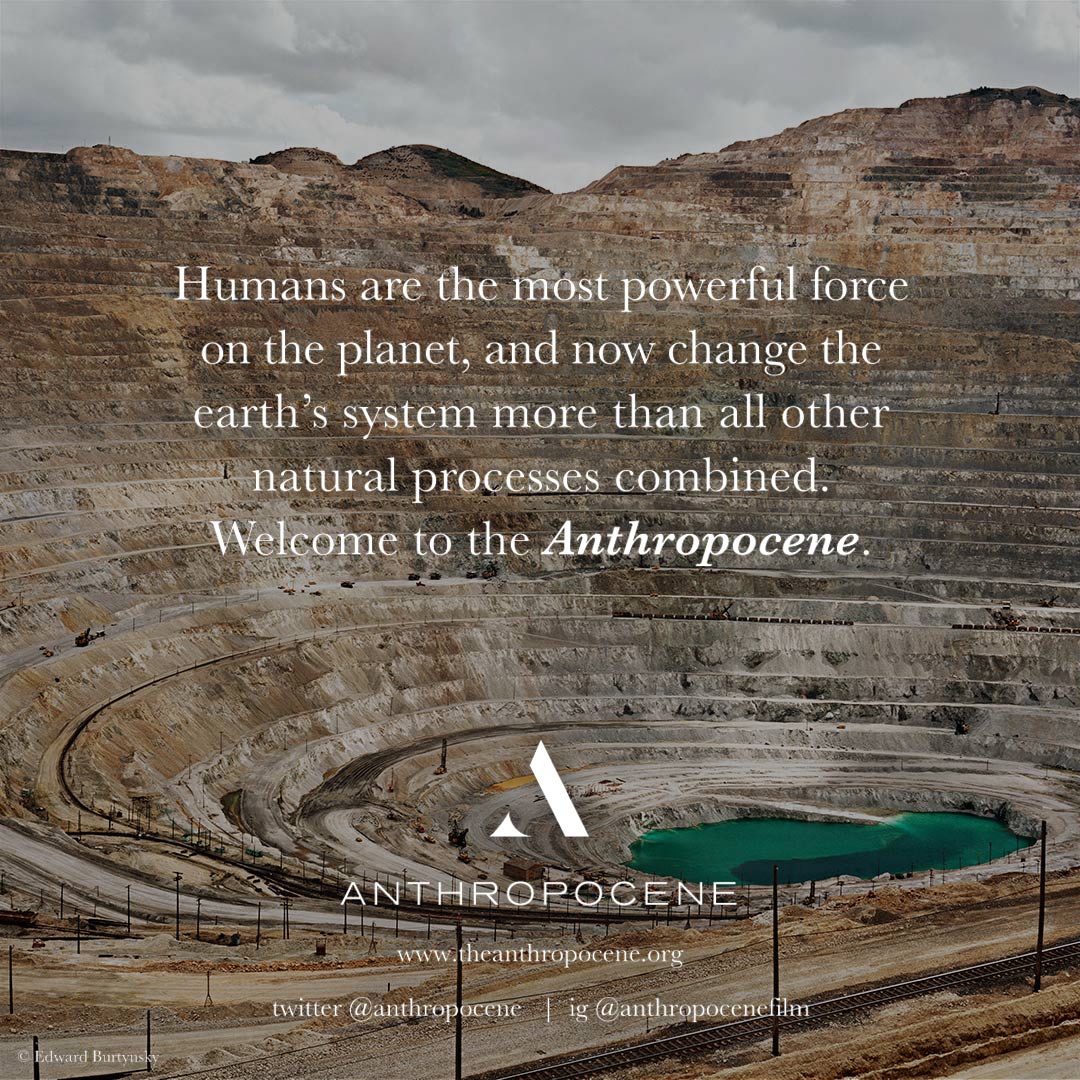 Humans are the most powerful force
on the planet, and now change the
earth’s system more than all other
natural processes combined.
Welcome to the Anthropocene.
ANTHROPOCENE
www.theanthropocene.org
twitter @anthropocene | ig @anthropocenefilm
© Edward Burtynsky